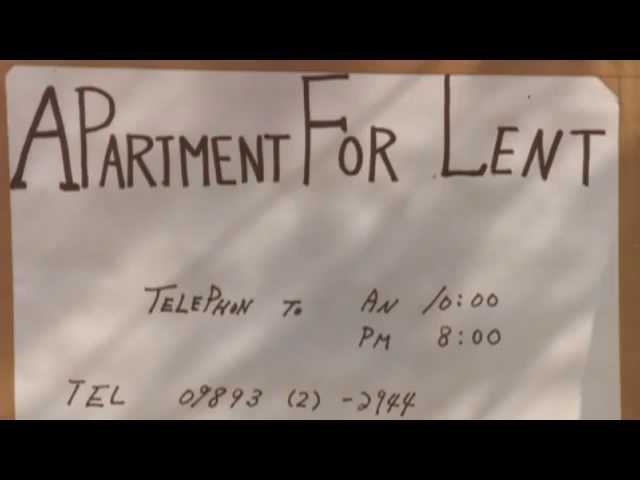 APARTMENT FOR LENT
TELEPHON To AN 10:00
PM 8:00
TEL 09893 (2) -2944